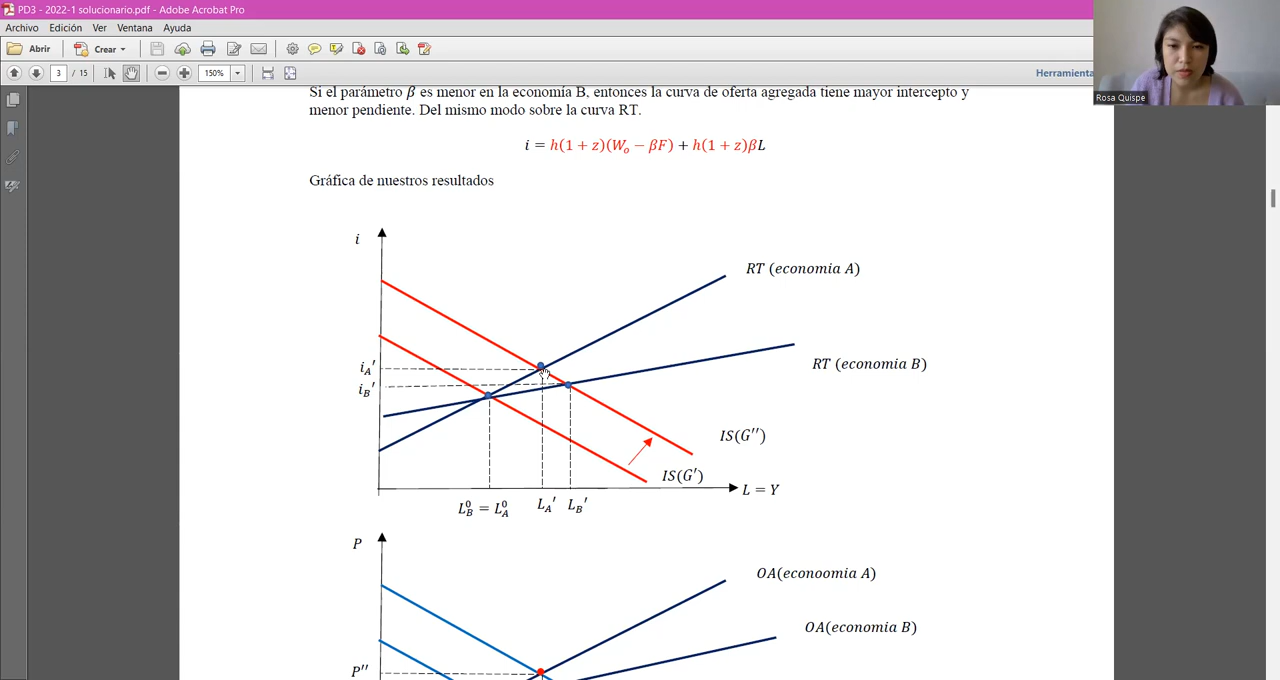 PD3 - 2022-1 solucionario.pdf - Adobe Acrobat Pro
Archivo Edición Ver Ventana Ayuda
Abrir Crear
3 / 15 150% Herramienta
Rosa Quispe
Si el parámetro β es menor en la economía B, entonces la curva de oferta agregada tiene mayor intercepto y
menor pendiente. Del mismo modo sobre la curva RT.
i = h(1 + z)(Wₒ − βF) + h(1 + z)βL
Gráfica de nuestros resultados
i
RT (economia A)
RT (economia B)
i_A'
i_B'
IS(G'')
IS(G')
L = Y
L_B^0 = L_A^0 L_A' L_B'
P
OA(econoomia A)
OA(economia B)
P''